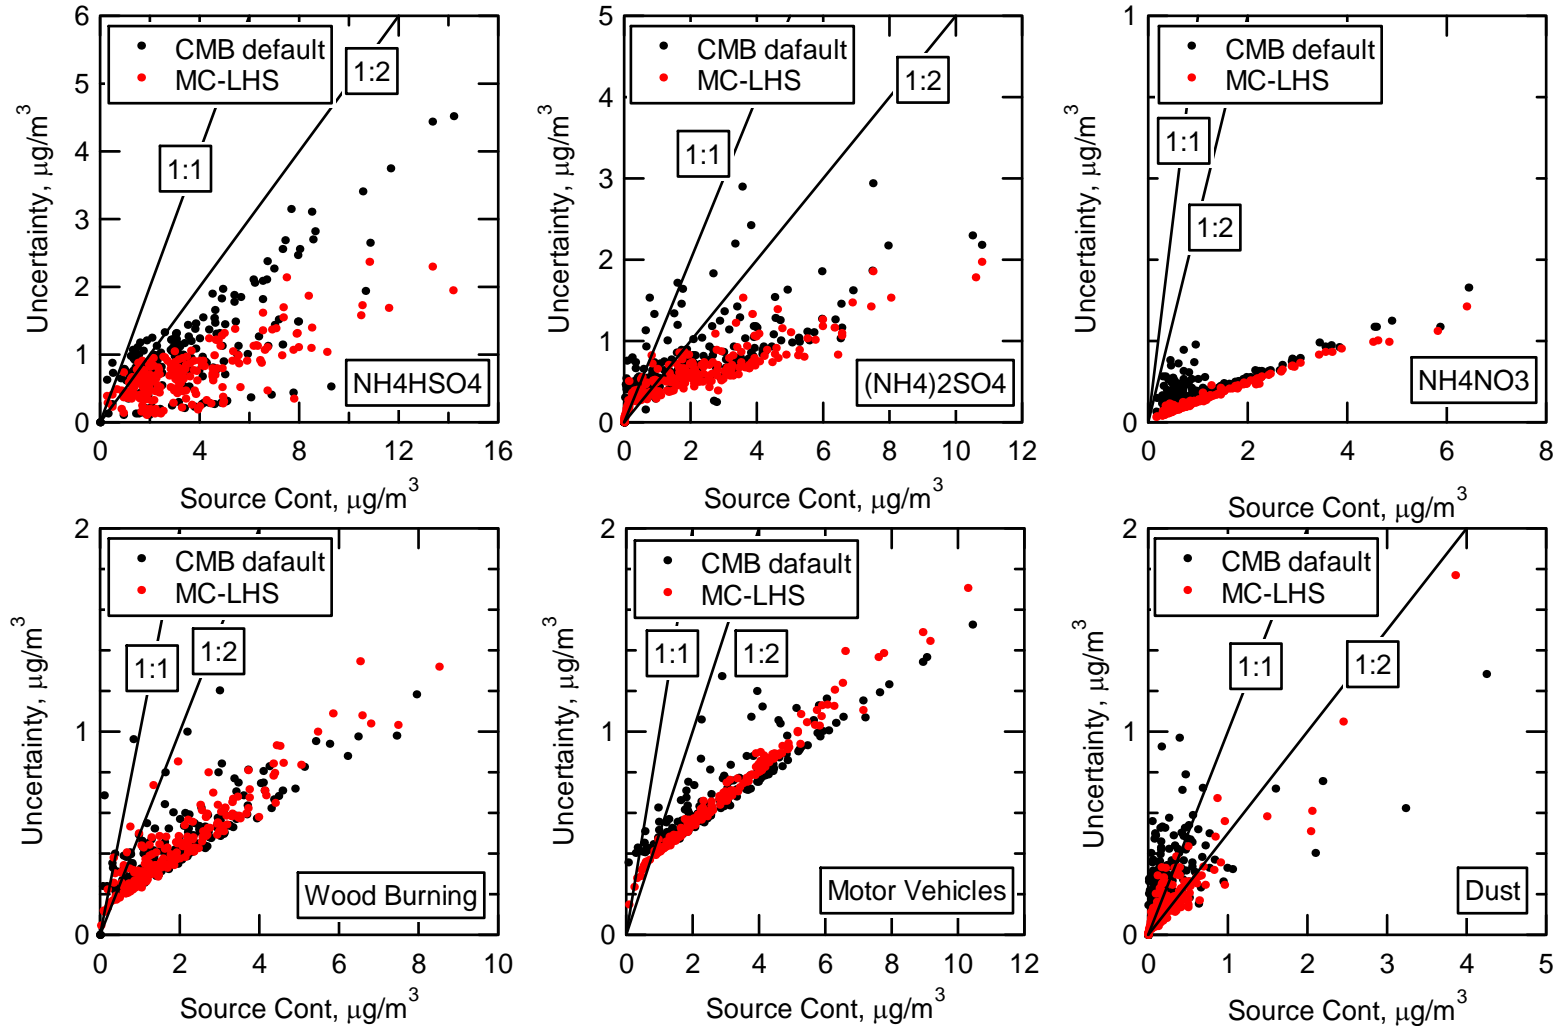 6
5
4
3
2
1
0
Uncertainty, μg/m3
CMB default
MC-LHS
1:2
1:1
NH4HSO4
0 4 8 12 16
Source Cont, μg/m3
5
4
3
2
1
0
Uncertainty, μg/m3
CMB dafault
MC-LHS
1:2
1:1
(NH4)2SO4
0 2 4 6 8 10 12
Source Cont, μg/m3
1
0
Uncertainty, μg/m3
CMB default
MC-LHS
1:1
1:2
NH4NO3
0 2 4 6 8
Source Cont, μg/m3
2
1
0
Uncertainty, μg/m3
CMB dafault
MC-LHS
1:1
1:2
Wood Burning
0 2 4 6 8 10
Source Cont, μg/m3
2
1
0
Uncertainty, μg/m3
CMB dafault
MC-LHS
1:1
1:2
Motor Vehicles
0 2 4 6 8 10 12
Source Cont, μg/m3
2
1
0
Uncertainty, μg/m3
CMB dafault
MC-LHS
1:1
1:2
Dust
0 1 2 3 4 5
Source Cont, μg/m3